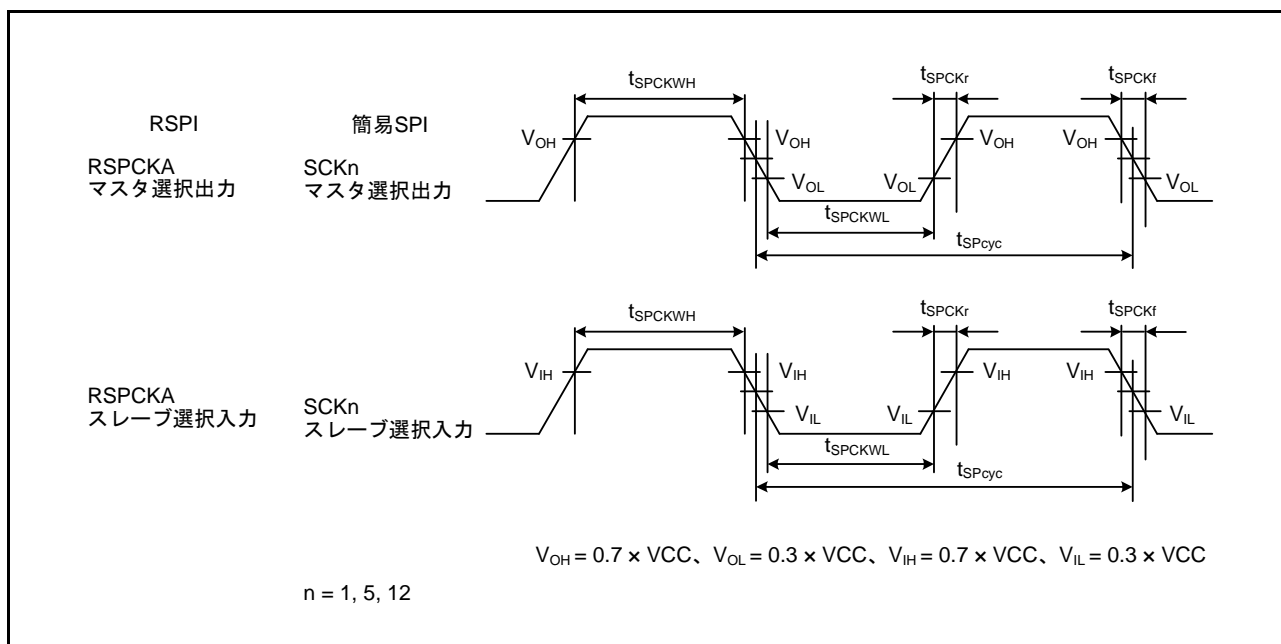 RSPI
簡易SPI
RSPCKA
マスタ選択出力
SCKn
マスタ選択出力
tSPCKWH
tSPCKr
tSPCKf
VOH
VOH
VOH
VOH
VOL
VOL
VOL
tSPCKWL
tSPcyc
RSPCKA
スレーブ選択入力
SCKn
スレーブ選択入力
tSPCKWH
tSPCKr
tSPCKf
VIH
VIH
VIH
VIH
VIL
VIL
VIL
tSPCKWL
tSPcyc
VOH = 0.7 × VCC、VOL = 0.3 × VCC、VIH = 0.7 × VCC、VIL = 0.3 × VCC
n = 1, 5, 12